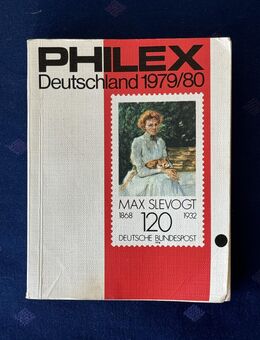 PHILEX
Deutschland 1979/80
MAX SLEVOGT
1868 120 1932
DEUTSCHE BUNDESPOST